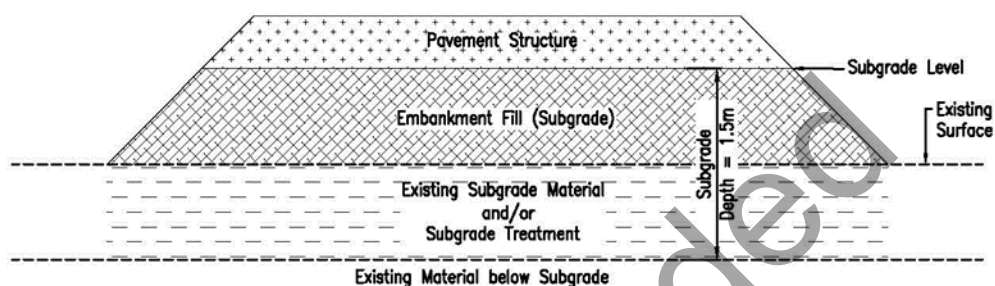 Pavement Structure
Subgrade Level
Embankment Fill (Subgrade)
Existing
Surface
Subgrade
Depth = 1.5m
Existing Subgrade Material
and/or
Subgrade Treatment
Existing Material below Subgrade
ded